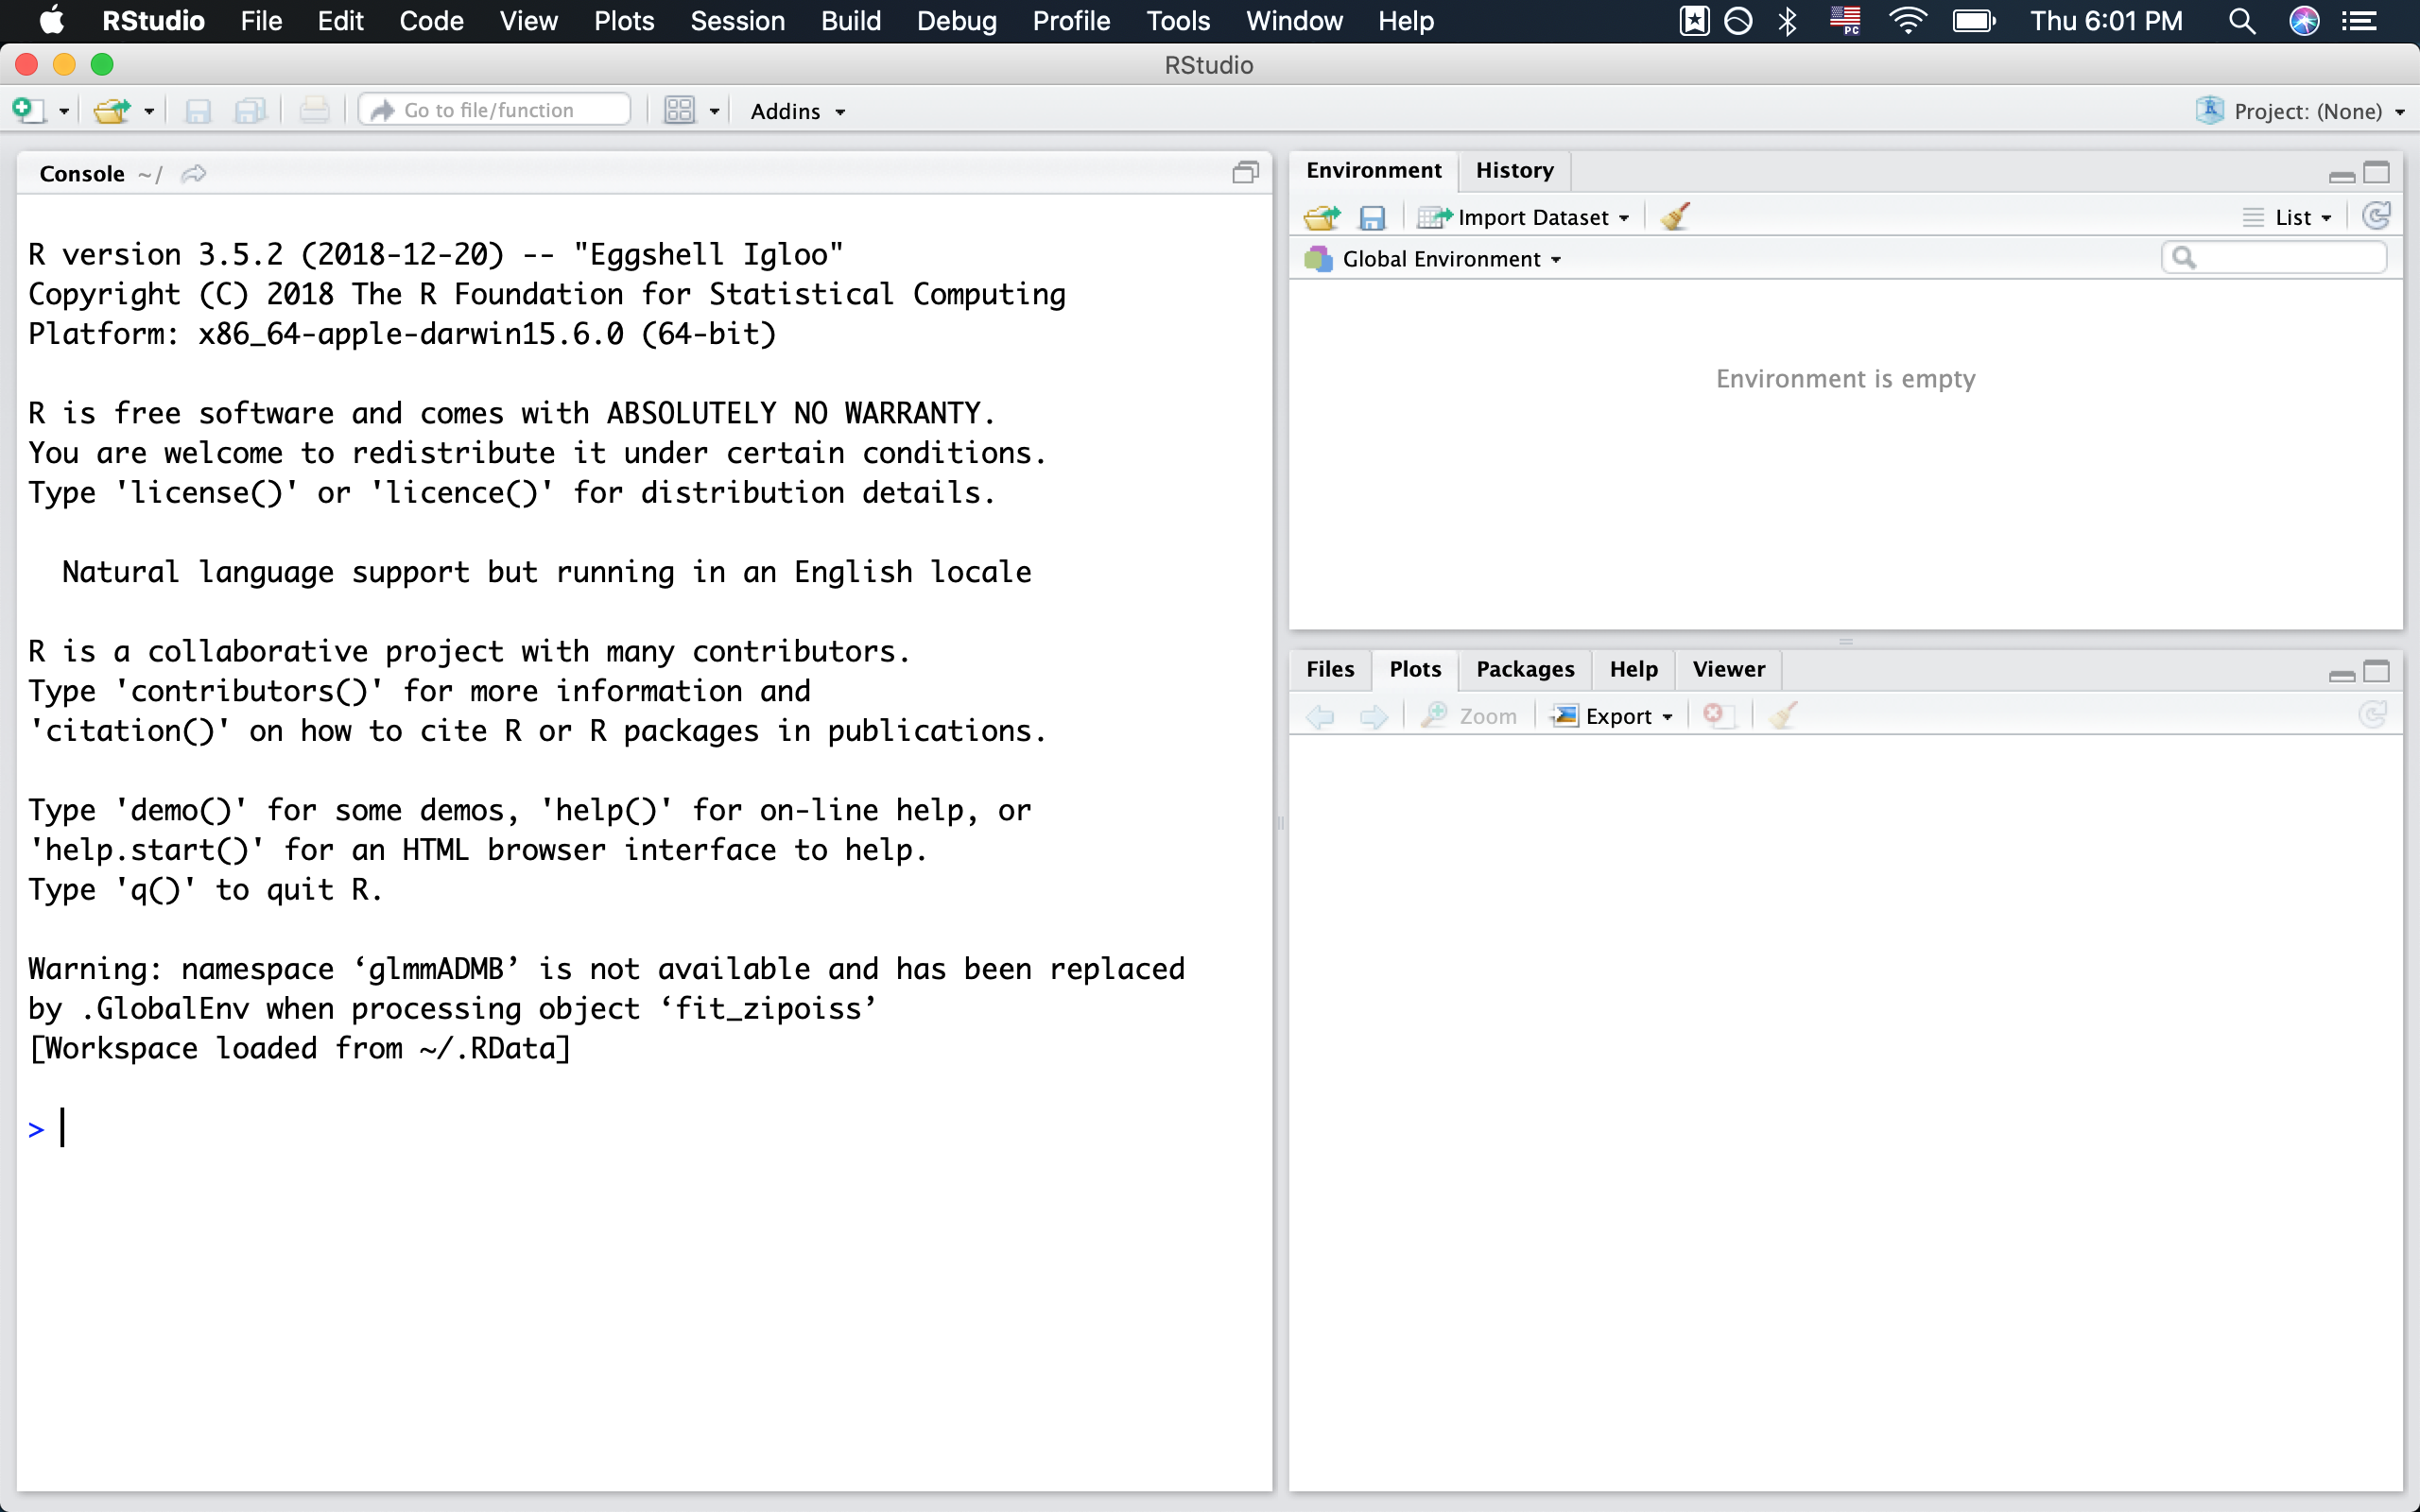 RStudio File Edit Code View Plots Session Build Debug Profile Tools Window Help PC Thu 6:01 PM
RStudio
Go to file/function Addins Project: (None)
Console ~/
R version 3.5.2 (2018-12-20) -- "Eggshell Igloo"
Copyright (C) 2018 The R Foundation for Statistical Computing
Platform: x86_64-apple-darwin15.6.0 (64-bit)
R is free software and comes with ABSOLUTELY NO WARRANTY.
You are welcome to redistribute it under certain conditions.
Type 'license()' or 'licence()' for distribution details.
Natural language support but running in an English locale
R is a collaborative project with many contributors.
Type 'contributors()' for more information and
'citation()' on how to cite R or R packages in publications.
Type 'demo()' for some demos, 'help()' for on-line help, or
'help.start()' for an HTML browser interface to help.
Type 'q()' to quit R.
Warning: namespace ‘glmmADMB’ is not available and has been replaced
by .GlobalEnv when processing object ‘fit_zipoiss’
[Workspace loaded from ~/.RData]
>
Environment History
Import Dataset List
Global Environment
Environment is empty
Files Plots Packages Help Viewer
Zoom Export